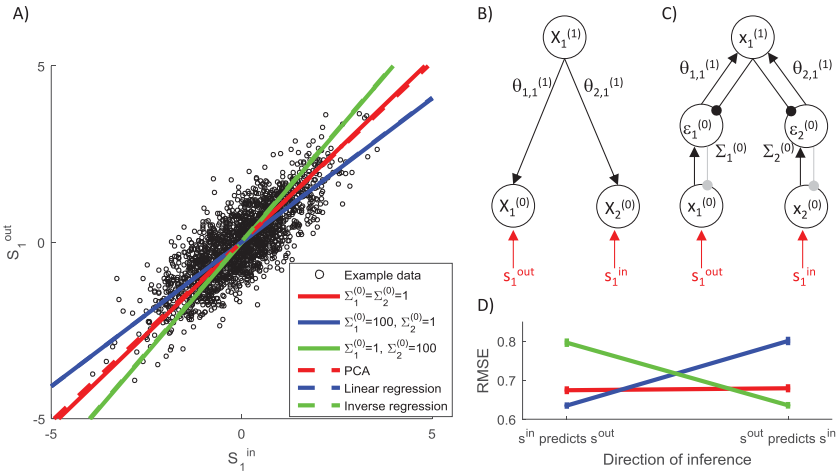 A)
5
0
-5
S₁ᵒᵘᵗ
-5
0
5
S₁ⁱⁿ
Example data
Σ₁⁽⁰⁾=Σ₂⁽⁰⁾=1
Σ₁⁽⁰⁾=100, Σ₂⁽⁰⁾=1
Σ₁⁽⁰⁾=1, Σ₂⁽⁰⁾=100
PCA
Linear regression
Inverse regression
B)
X₁⁽¹⁾
θ₁,₁⁽¹⁾ θ₂,₁⁽¹⁾
X₁⁽⁰⁾ X₂⁽⁰⁾
s₁ᵒᵘᵗ s₁ⁱⁿ
C)
x₁⁽¹⁾
θ₁,₁⁽¹⁾ θ₂,₁⁽¹⁾
ε₁⁽⁰⁾ ε₂⁽⁰⁾
Σ₁⁽⁰⁾ Σ₂⁽⁰⁾
x₁⁽⁰⁾ x₂⁽⁰⁾
s₁ᵒᵘᵗ s₁ⁱⁿ
D)
0.8
0.7
0.6
RMSE
sⁱⁿ predicts sᵒᵘᵗ sᵒᵘᵗ predicts sⁱⁿ
Direction of inference